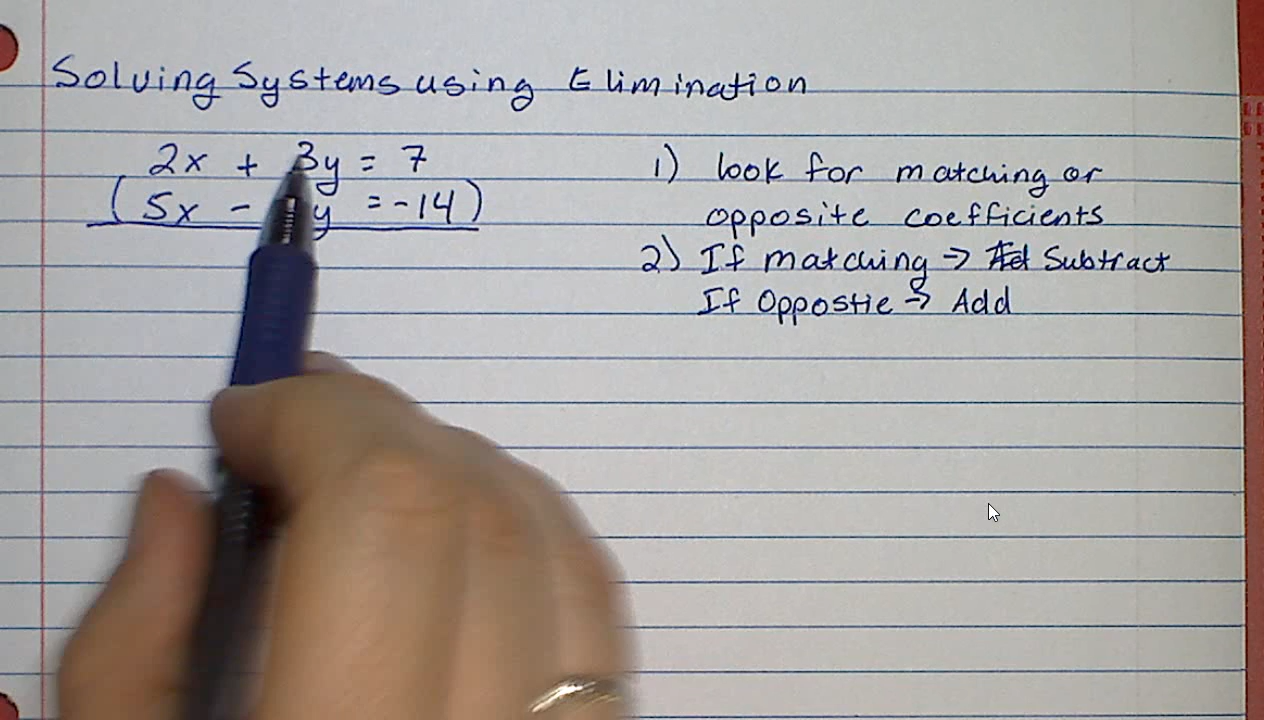 Solving Systems using Elimination
2x + 3y = 7
(5x - y = -14)
1) look for matching or
opposite coefficients
2) If matching → Subtract
If Oppostie → Add